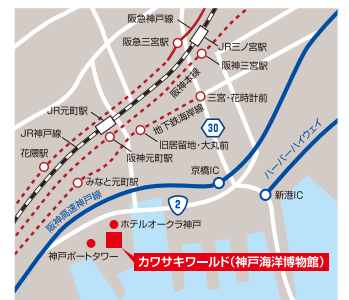 阪急神戸線
阪急三宮駅
JR三ノ宮駅
阪神三宮駅
阪神本線
JR元町駅
三宮・花時計前
地下鉄海岸線
30
JR神戸線
旧居留地・大丸前
花隈駅
阪神元町駅
ハーバーハイウェイ
みなと元町駅
京橋IC
新港IC
阪神高速神戸線
2
ホテルオークラ神戸
神戸ポートタワー
カワサキワールド（神戸海洋博物館）